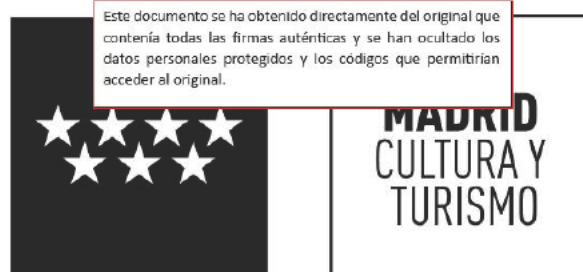 Este documento se ha obtenido directamente del original que
contenía todas las firmas auténticas y se han ocultado los
datos personales protegidos y los códigos que permitirían
acceder al original.
MADRID
CULTURA Y
TURISMO